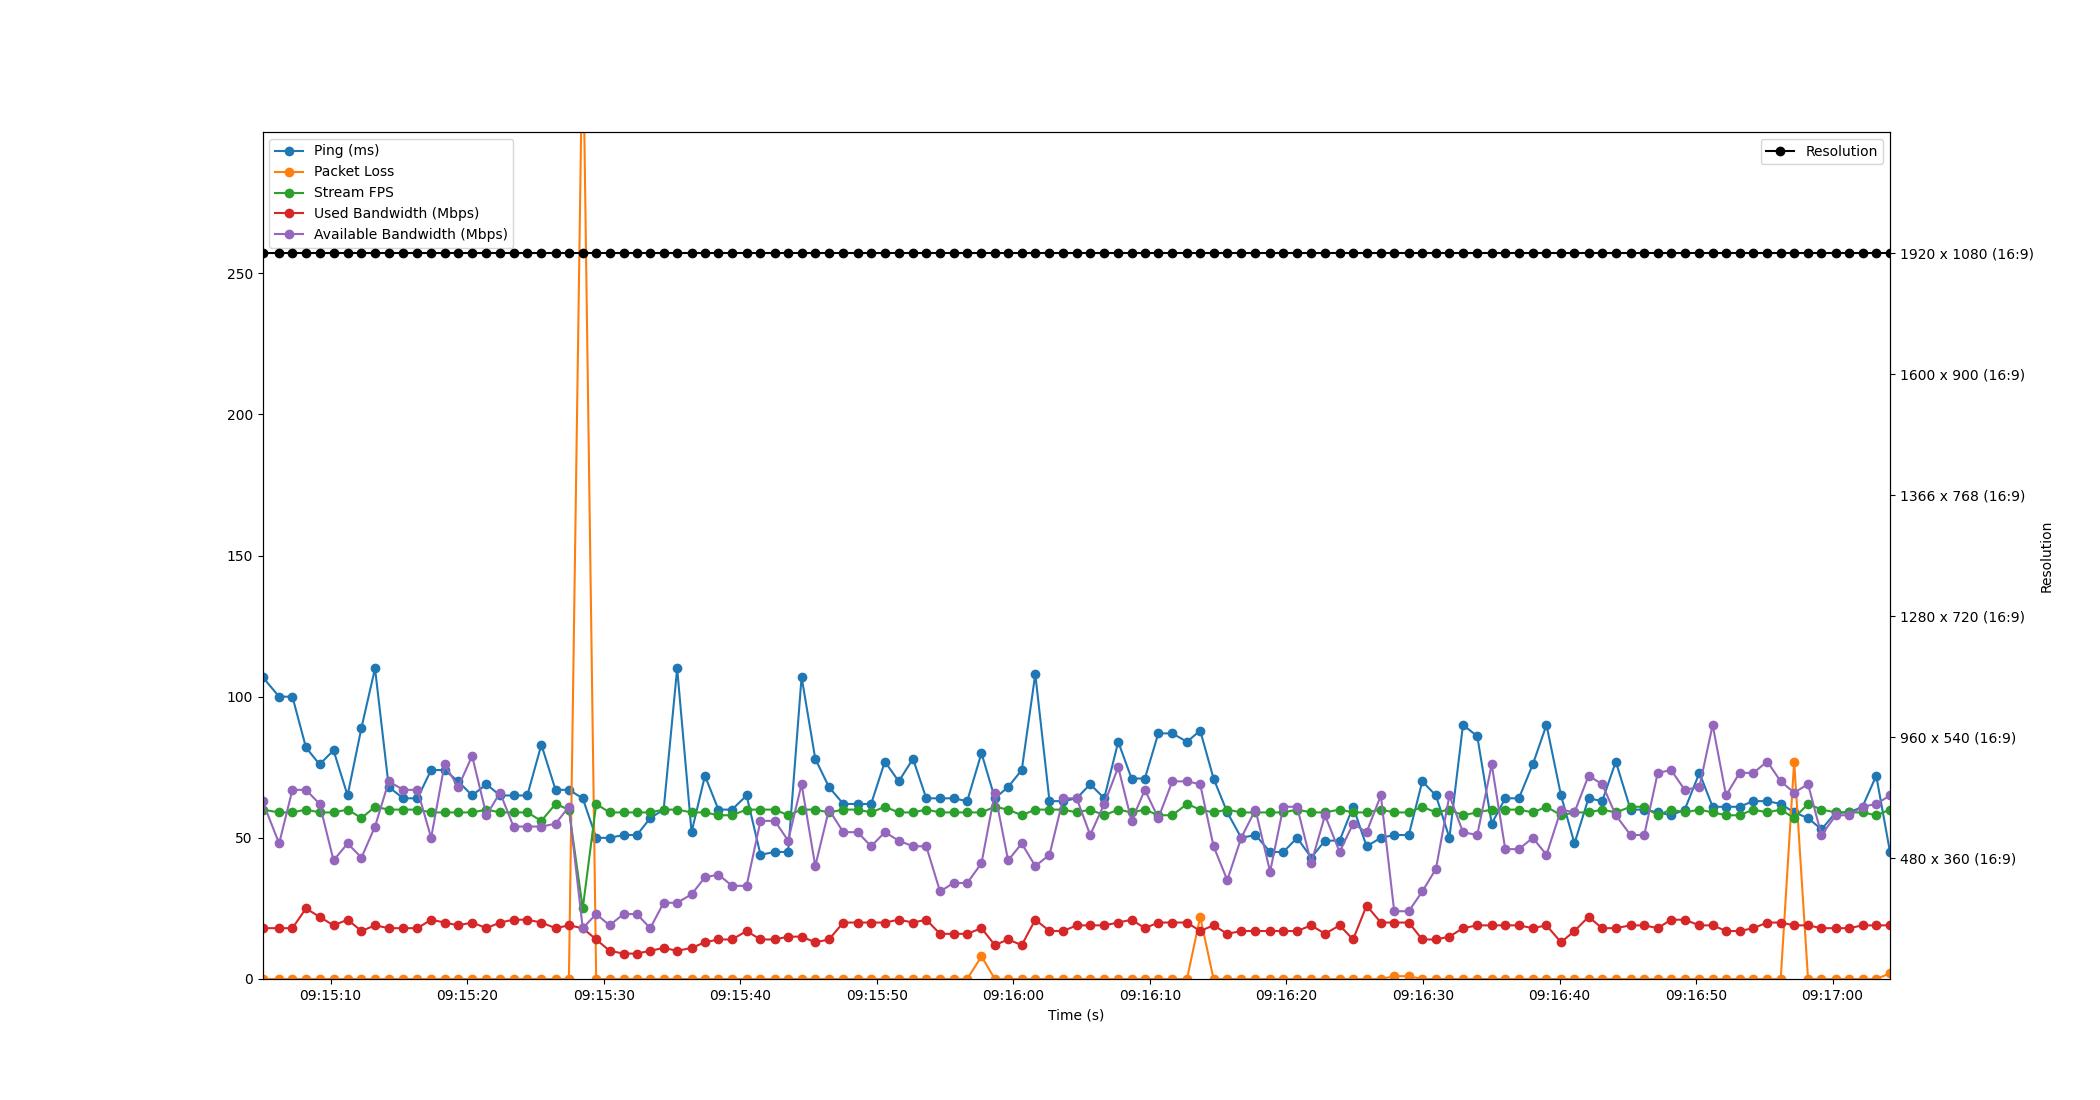 Ping (ms)
Packet Loss
Stream FPS
Used Bandwidth (Mbps)
Available Bandwidth (Mbps)
Resolution
250
200
150
100
50
0
1920 x 1080 (16:9)
1600 x 900 (16:9)
1366 x 768 (16:9)
1280 x 720 (16:9)
960 x 540 (16:9)
480 x 360 (16:9)
Resolution
09:15:10
09:15:20
09:15:30
09:15:40
09:15:50
09:16:00
09:16:10
09:16:20
09:16:30
09:16:40
09:16:50
09:17:00
Time (s)